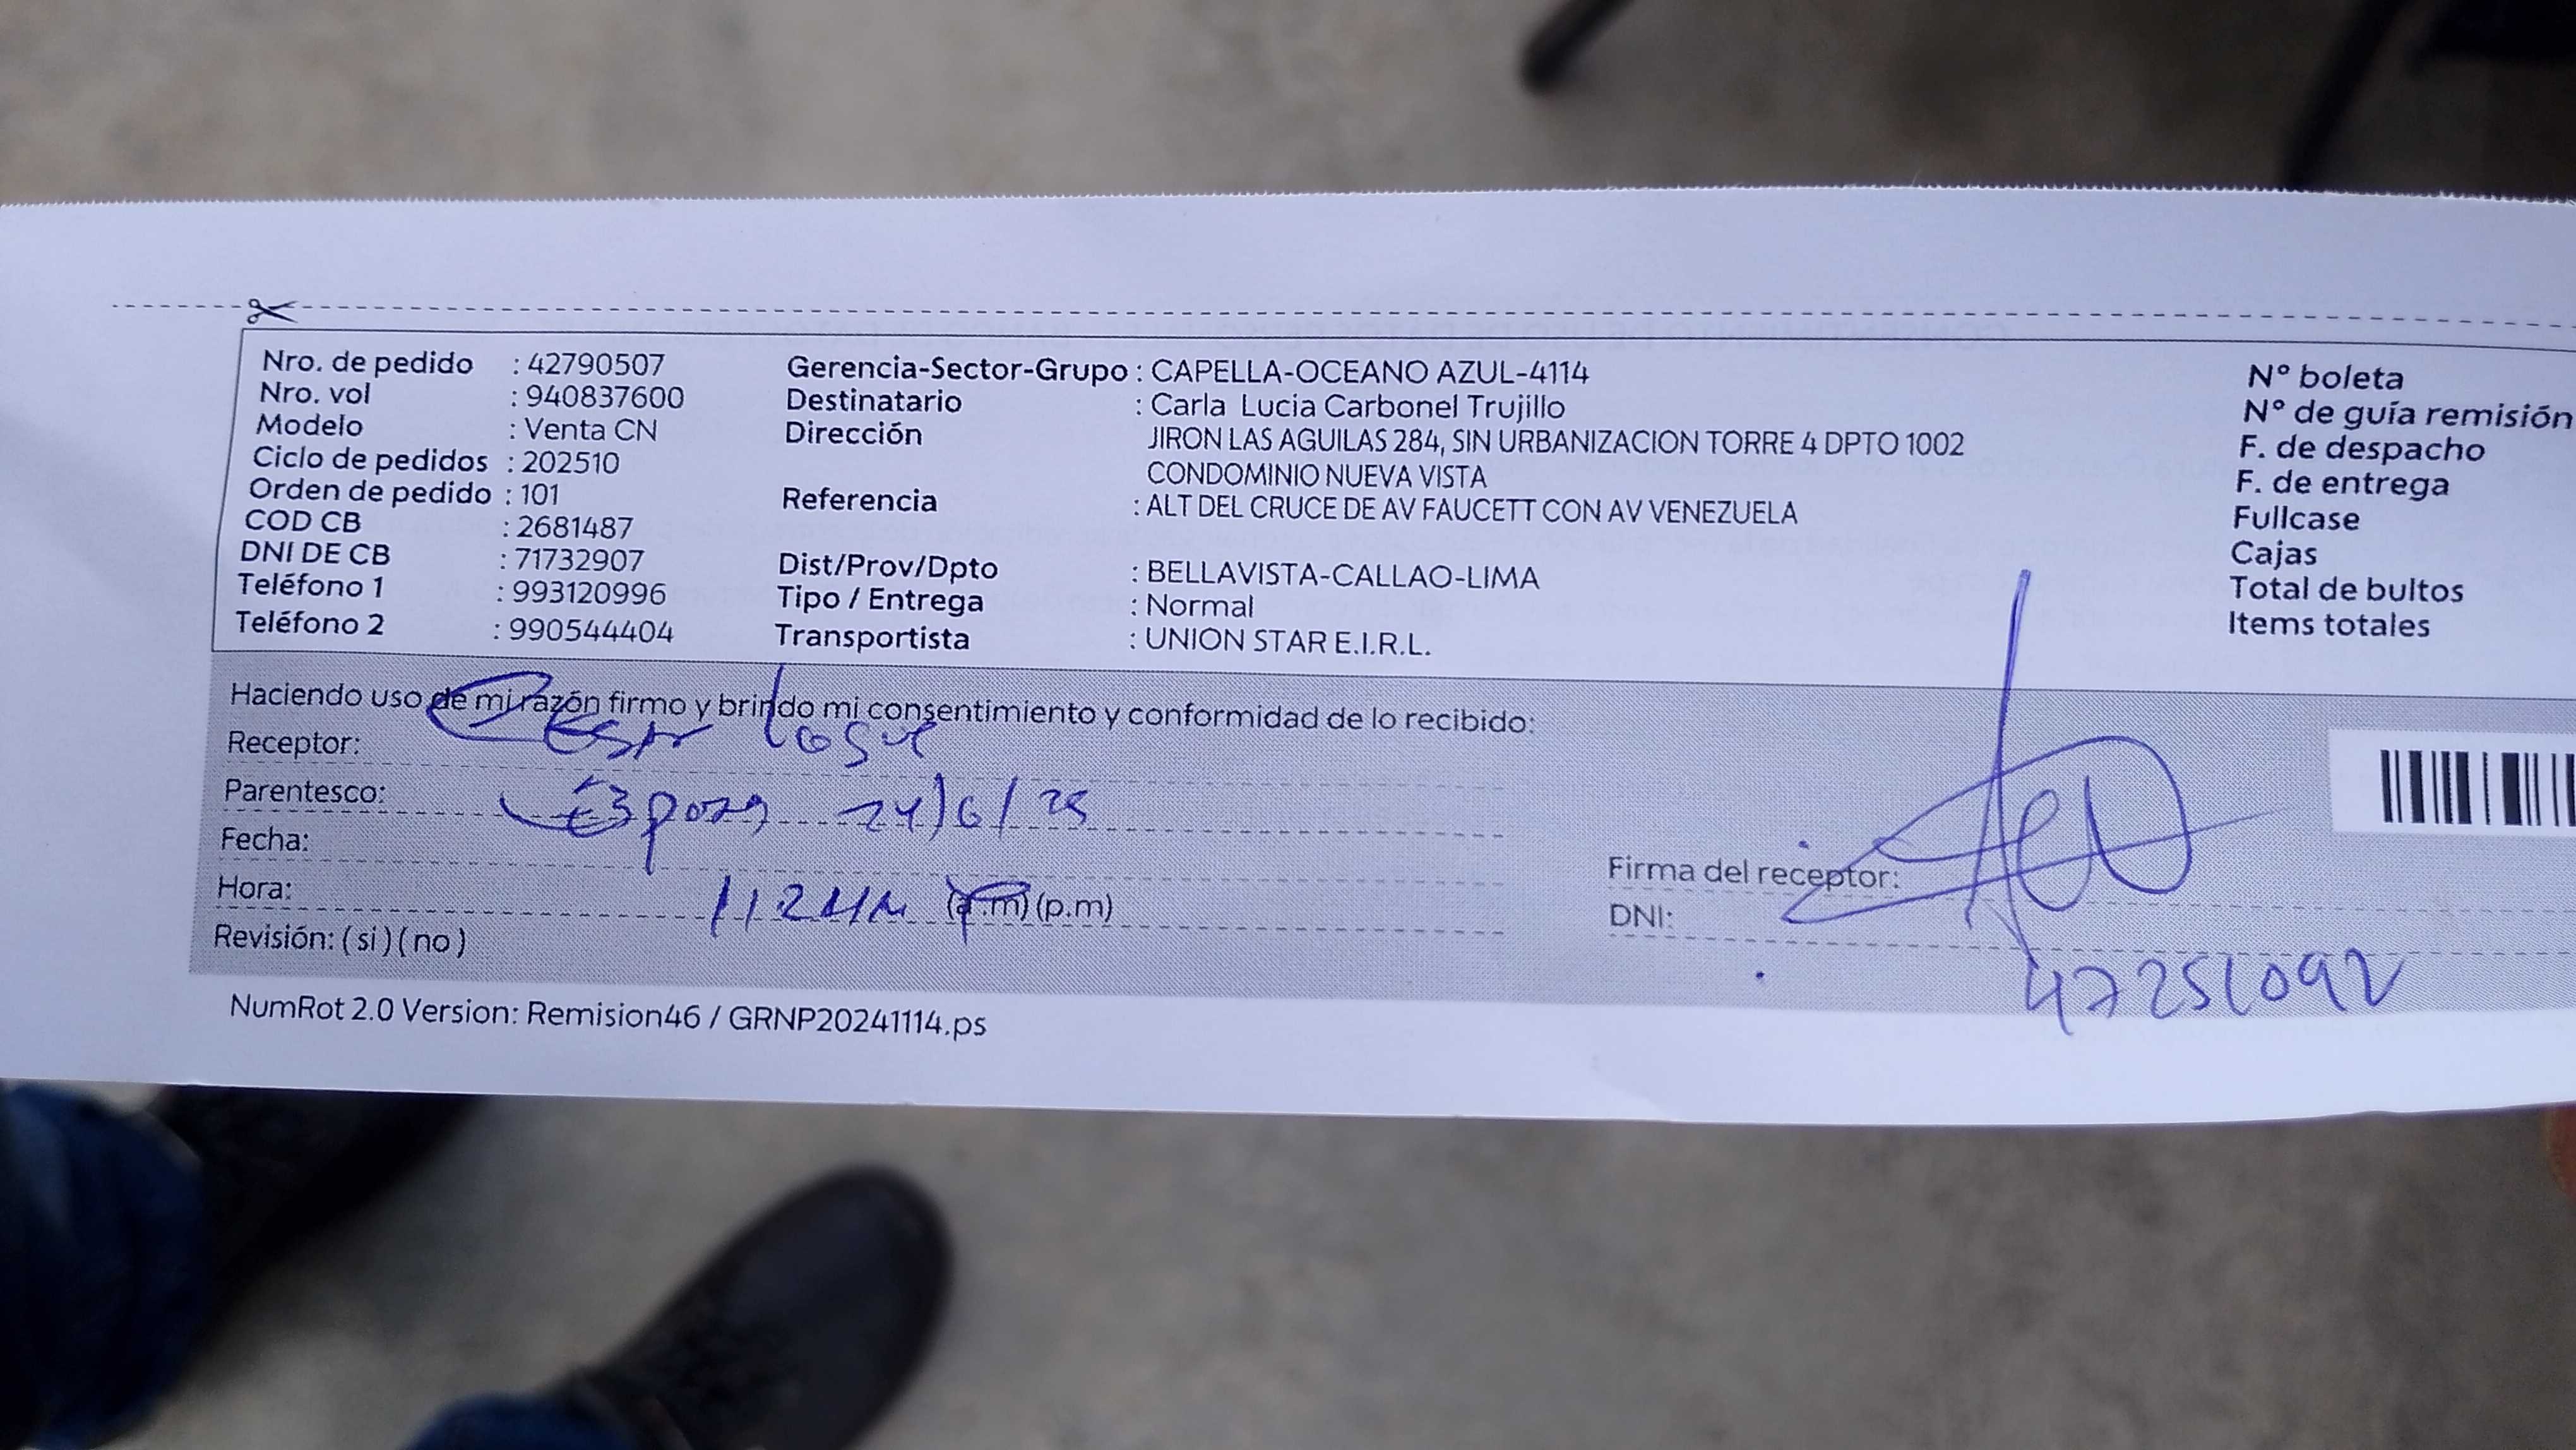 Nro. de pedido : 42790507
Nro. vol : 940837600
Modelo : Venta CN
Ciclo de pedidos : 202510
Orden de pedido : 101
COD CB : 2681487
DNI DE CB : 71732907
Teléfono 1 : 993120996
Teléfono 2 : 990544404
Gerencia-Sector-Grupo : CAPELLA-OCEANO AZUL-4114
Destinatario : Carla Lucia Carbonel Trujillo
Dirección JIRON LAS AGUILAS 284, SIN URBANIZACION TORRE 4 DPTO 1002
CONDOMINIO NUEVA VISTA
Referencia : ALT DEL CRUCE DE AV FAUCETT CON AV VENEZUELA
Dist/Prov/Dpto : BELLAVISTA-CALLAO-LIMA
Tipo / Entrega : Normal
Transportista : UNION STAR E.I.R.L.
Nº boleta
Nº de guía remisión
F. de despacho
F. de entrega
Fullcase
Cajas
Total de bultos
Items totales
Haciendo uso de mi razón firmo y brindo mi consentimiento y conformidad de lo recibido:
Receptor:
Parentesco: 24/6/25
Fecha:
Hora: (a.m) (p.m)
Revisión: ( si ) ( no )
Firma del receptor:
DNI:
47251092
NumRot 2.0 Version: Remision46 / GRNP20241114.ps